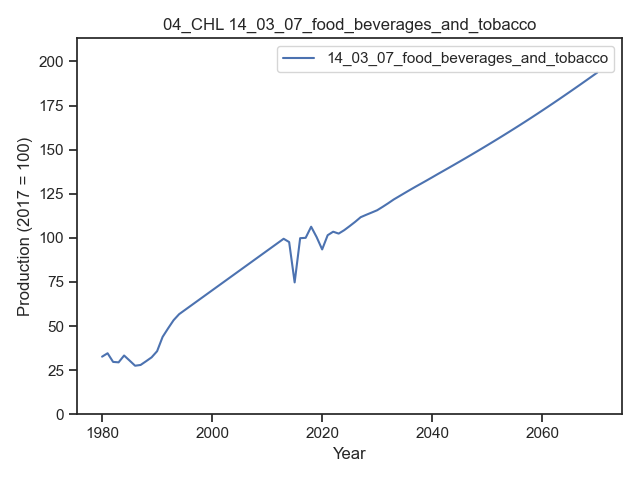 04_CHL 14_03_07_food_beverages_and_tobacco
14_03_07_food_beverages_and_tobacco
Production (2017 = 100)
200
175
150
125
100
75
50
25
0
1980 2000 2020 2040 2060
Year